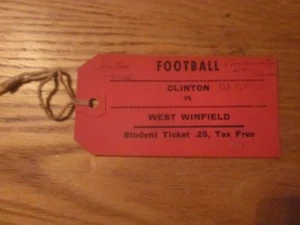 FOOTBALL
CLINTON
VS.
WEST WINFIELD
Student Ticket .25, Tax Free